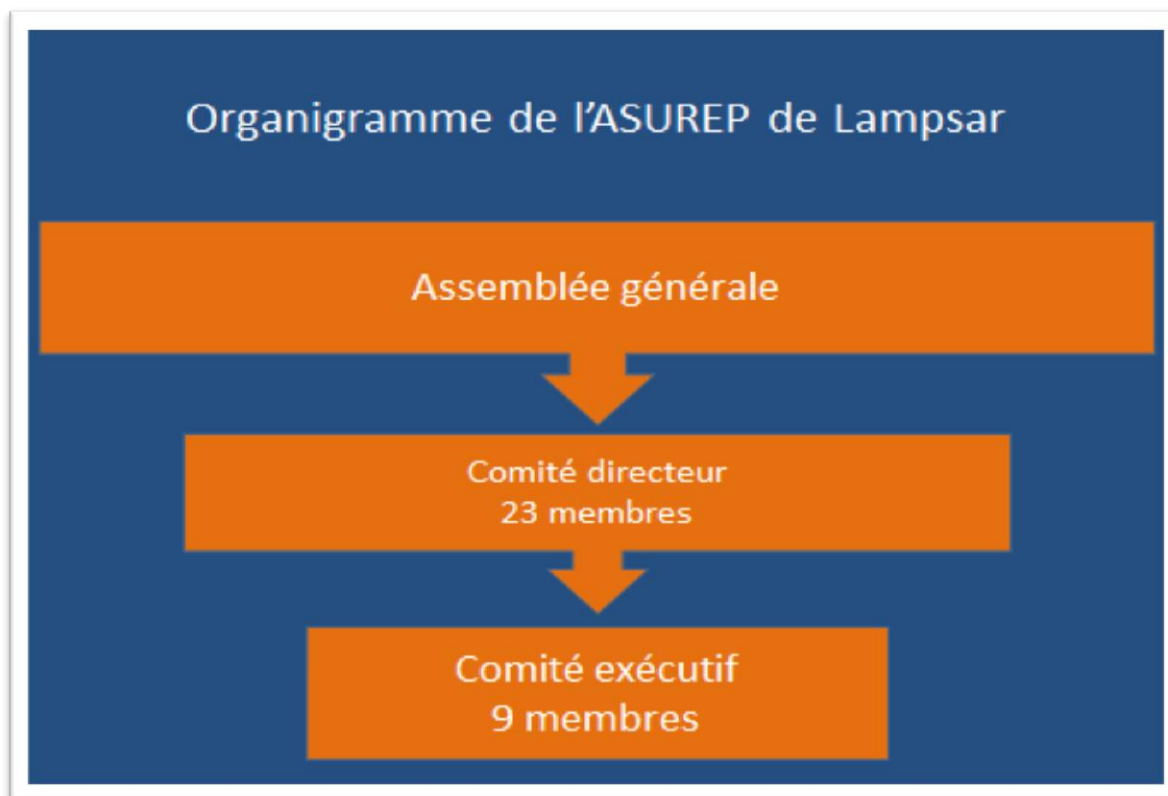 Organigramme de l'ASUREP de Lampsar
Assemblée générale
Comité directeur
23 membres
Comité exécutif
9 membres